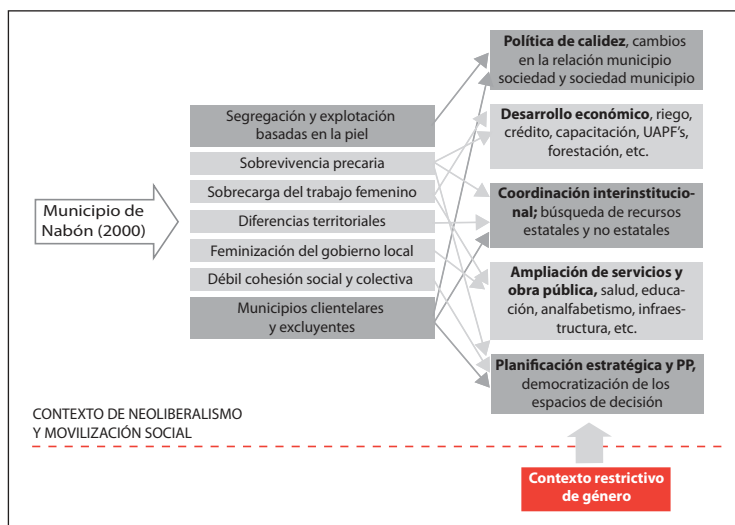 Municipio de
Nabón (2000)
Segregación y explotación
basadas en la piel
Sobrevivencia precaria
Sobrecarga del trabajo femenino
Diferencias territoriales
Feminización del gobierno local
Débil cohesión social y colectiva
Municipios clientelares
y excluyentes
Política de calidez, cambios
en la relación municipio
sociedad y sociedad municipio
Desarrollo económico, riego,
crédito, capacitación, UAPF's,
forestación, etc.
Coordinación interinstitucio-
nal; búsqueda de recursos
estatales y no estatales
Ampliación de servicios y
obra pública, salud, educa-
ción, analfabetismo, infraes-
tructura, etc.
Planificación estratégica y PP,
democratización de los
espacios de decisión
CONTEXTO DE NEOLIBERALISMO
Y MOVILIZACIÓN SOCIAL
Contexto restrictivo
de género